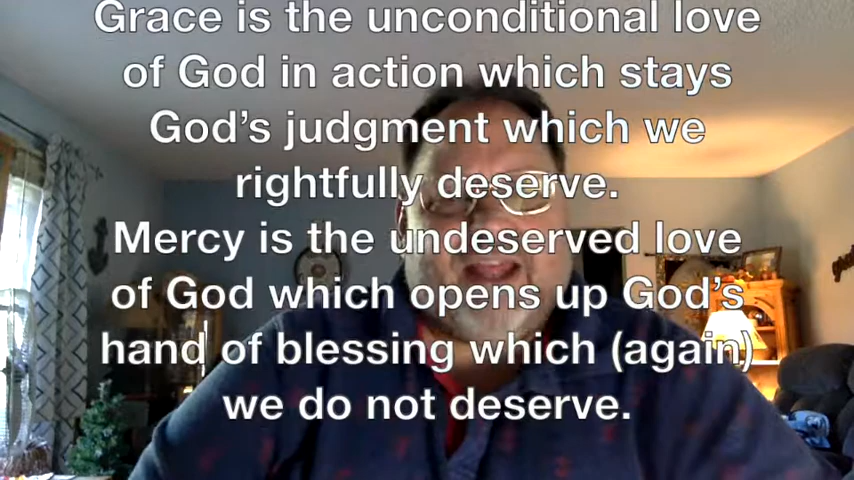 Grace is the unconditional love
of God in action which stays
God’s judgment which we
rightfully deserve.
Mercy is the undeserved love
of God which opens up God’s
hand of blessing which (again)
we do not deserve.